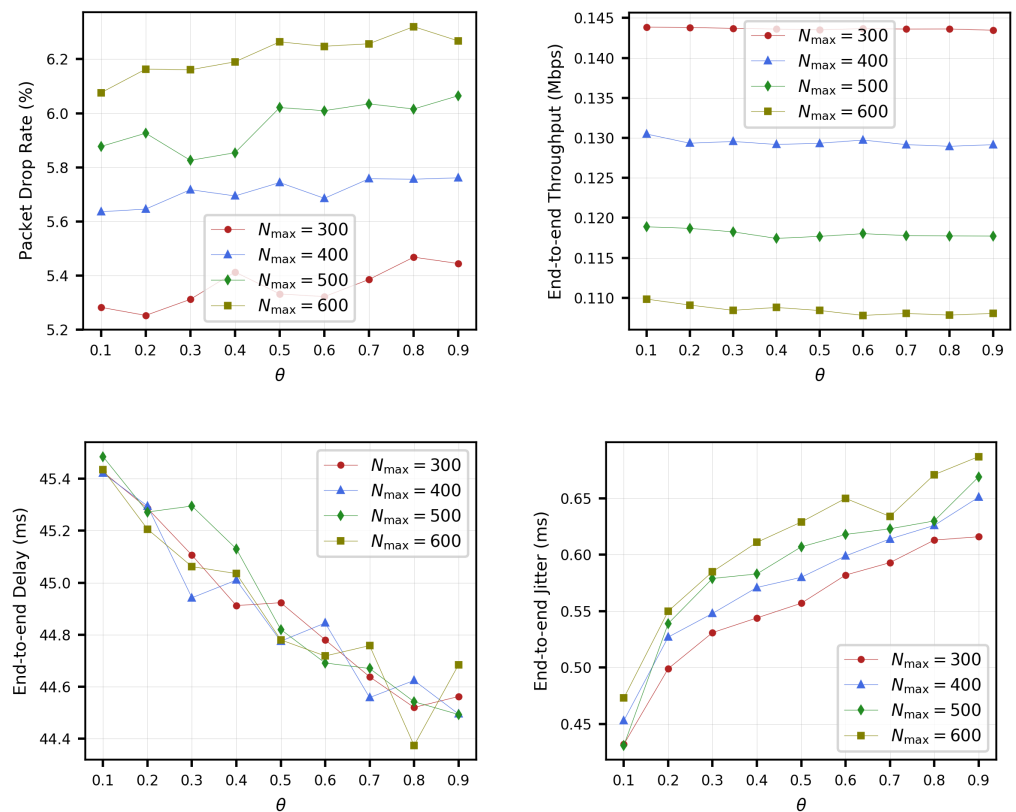 Packet Drop Rate (%)
6.2
6.0
5.8
5.6
5.4
5.2
0.1 0.2 0.3 0.4 0.5 0.6 0.7 0.8 0.9
θ
N_max = 300
N_max = 400
N_max = 500
N_max = 600
End-to-end Throughput (Mbps)
0.145
0.140
0.135
0.130
0.125
0.120
0.115
0.110
0.1 0.2 0.3 0.4 0.5 0.6 0.7 0.8 0.9
θ
N_max = 300
N_max = 400
N_max = 500
N_max = 600
End-to-end Delay (ms)
45.4
45.2
45.0
44.8
44.6
44.4
0.1 0.2 0.3 0.4 0.5 0.6 0.7 0.8 0.9
θ
N_max = 300
N_max = 400
N_max = 500
N_max = 600
End-to-end Jitter (ms)
0.65
0.60
0.55
0.50
0.45
0.1 0.2 0.3 0.4 0.5 0.6 0.7 0.8 0.9
θ
N_max = 300
N_max = 400
N_max = 500
N_max = 600